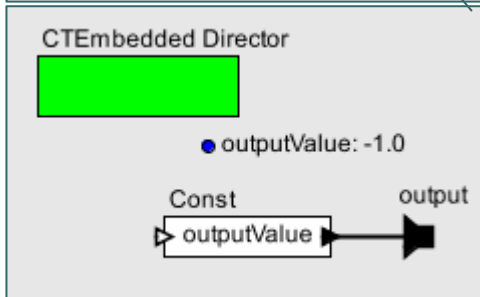 CTEmbedded Director
outputValue: -1.0
Const
output
outputValue